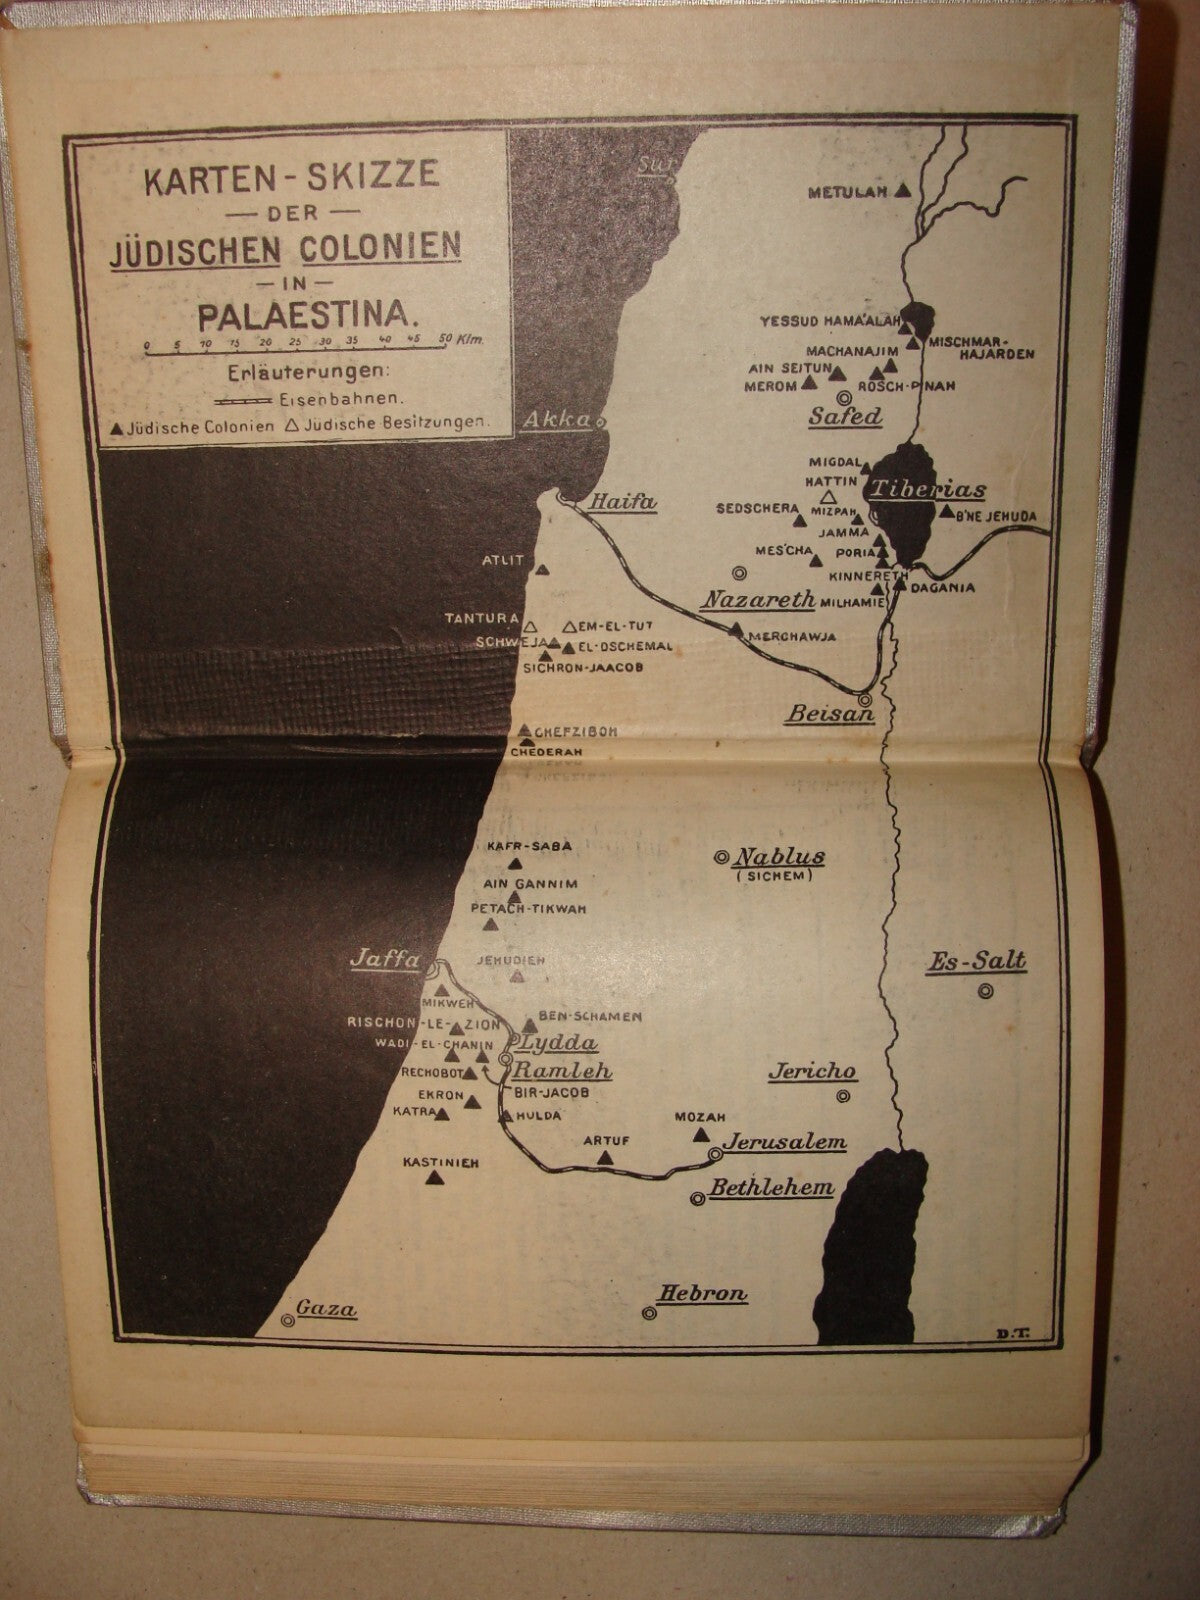 KARTEN-SKIZZE
— DER —
JÜDISCHEN COLONIEN
— IN —
PALAESTINA.
0 5 10 15 20 25 30 35 40 45 50 Klm.
Erläuterungen:
Eisenbahnen.
Jüdische Colonien Jüdische Besitzungen.
Sur
METULAH
YESSUD HAMA'ALAH
MISCHMAR-
HAJARDEN
MACHANAJIM
AIN SEITUN
MEROM
ROSCH-PINAH
Safed
Akka
MIGDAL
HATTIN
Tiberias
Haifa
SEDSCHERA
MIZPAH
B'NE JEHUDA
JAMMA
MES'CHA
PORIA
ATLIT
KINNERETH
DAGANIA
Nazareth
MILHAMIE
TANTURA
EM-EL-TUT
MERCHAWJA
SCHWEJA
EL-DSCHEMAL
SICHRON-JAACOB
Beisan
CHEFZIBOH
CHEDERAH
KAFR-SABA
Nablus
(SICHEM)
AIN GANNIM
PETACH-TIKWAH
Jaffa
JEHUDIEH
Es-Salt
MIKWEH
RISCHON-LE-ZION
BEN-SCHAMEN
WADI-EL-CHANIN
Lydda
RECHOBOT
Ramleh
Jericho
EKRON
BIR-JACOB
KATRA
HULDA
MOZAH
ARTUF
Jerusalem
KASTINIEH
Bethlehem
Gaza
Hebron
D.T.